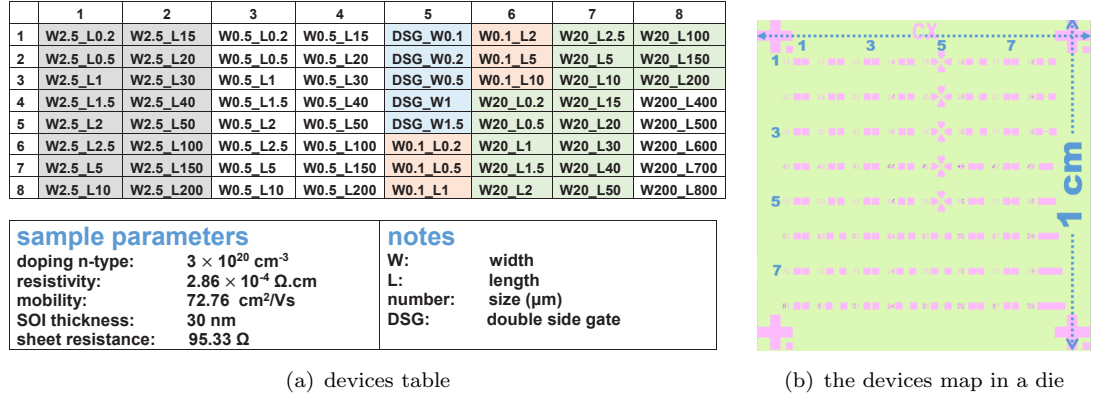 1 2 3 4 5 6 7 8
1 W2.5_L0.2 W2.5_L15 W0.5_L0.2 W0.5_L15 DSG_W0.1 W0.1_L2 W20_L2.5 W20_L100
2 W2.5_L0.5 W2.5_L20 W0.5_L0.5 W0.5_L20 DSG_W0.2 W0.1_L5 W20_L5 W20_L150
3 W2.5_L1 W2.5_L30 W0.5_L1 W0.5_L30 DSG_W0.5 W0.1_L10 W20_L10 W20_L200
4 W2.5_L1.5 W2.5_L40 W0.5_L1.5 W0.5_L40 DSG_W1 W20_L0.2 W20_L15 W200_L400
5 W2.5_L2 W2.5_L50 W0.5_L2 W0.5_L50 DSG_W1.5 W20_L0.5 W20_L20 W200_L500
6 W2.5_L2.5 W2.5_L100 W0.5_L2.5 W0.5_L100 W0.1_L0.2 W20_L1 W20_L30 W200_L600
7 W2.5_L5 W2.5_L150 W0.5_L5 W0.5_L150 W0.1_L0.5 W20_L1.5 W20_L40 W200_L700
8 W2.5_L10 W2.5_L200 W0.5_L10 W0.5_L200 W0.1_L1 W20_L2 W20_L50 W200_L800
sample parameters
doping n-type: 3 × 10²⁰ cm⁻³
resistivity: 2.86 × 10⁻⁴ Ω.cm
mobility: 72.76 cm²/Vs
SOI thickness: 30 nm
sheet resistance: 95.33 Ω
notes
W: width
L: length
number: size (μm)
DSG: double side gate
(a) devices table
CX
1 3 5 7
1
3
5
7
1 cm
(b) the devices map in a die